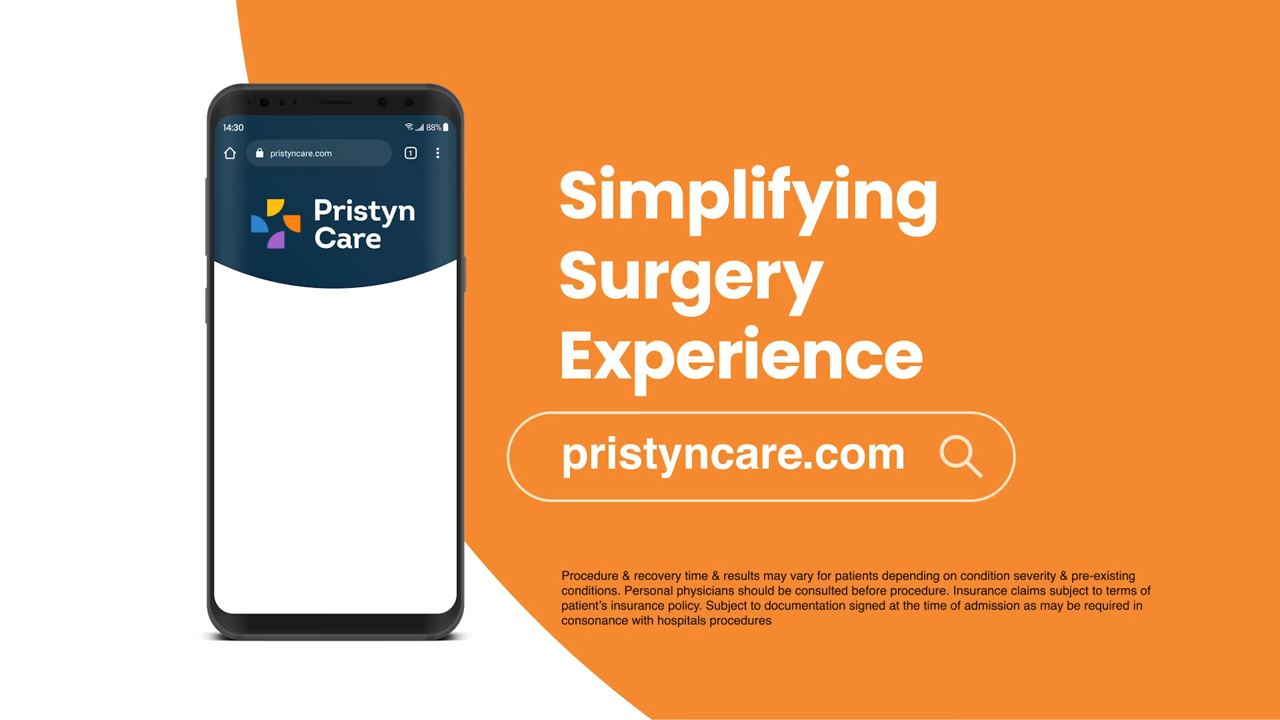 14:30
88%
pristyncare.com
1
Pristyn
Care
Simplifying
Surgery
Experience
pristyncare.com
Procedure & recovery time & results may vary for patients depending on condition severity & pre-existing
conditions. Personal physicians should be consulted before procedure. Insurance claims subject to terms of
patient's insurance policy. Subject to documentation signed at the time of admission as may be required in
consonance with hospitals procedures